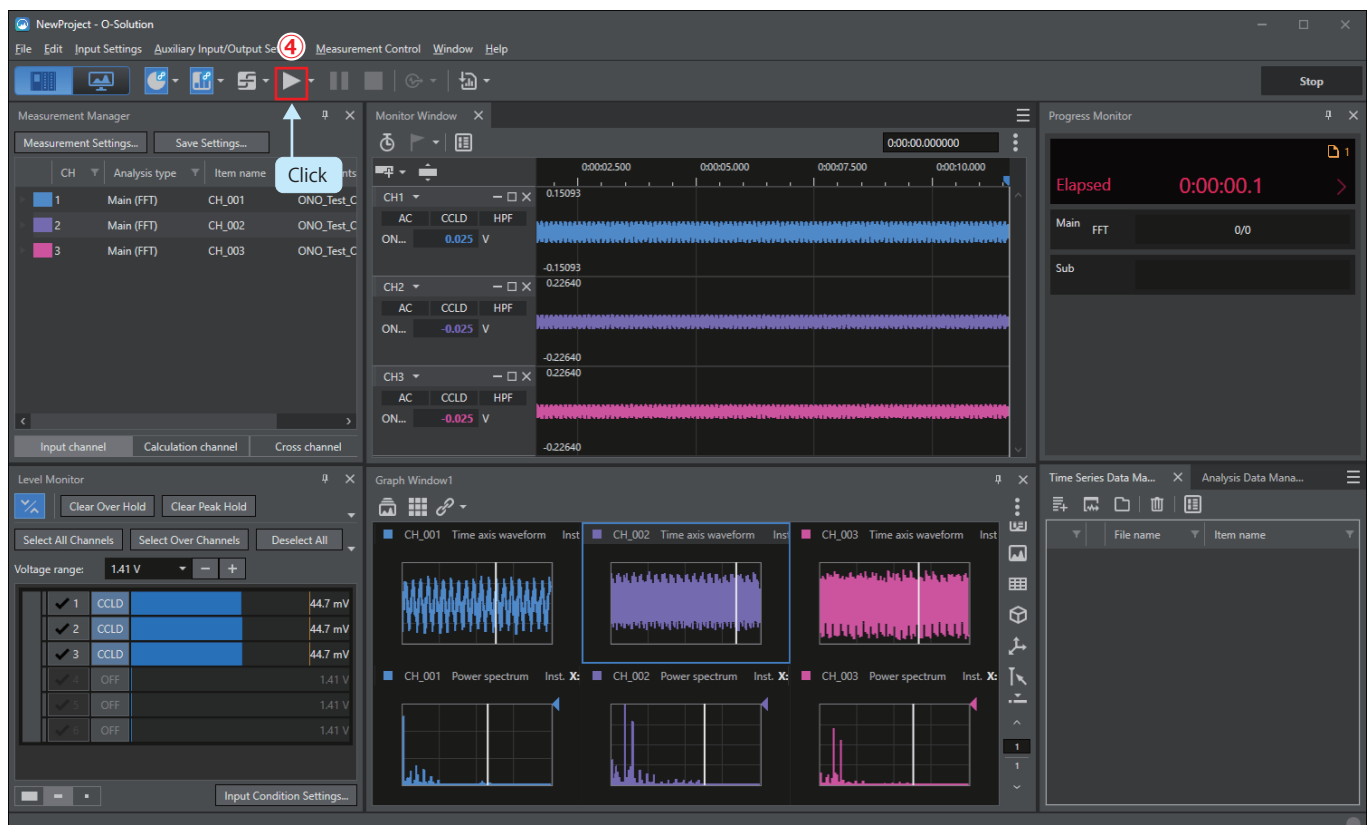 NewProject - O-Solution
File Edit Input Settings Auxiliary Input/Output Se 4 Measurement Control Window Help
Stop
Measurement Manager
Measurement Settings... Save Settings...
CH Analysis type Item name nts
Click
1 Main (FFT) CH_001 ONO_Test_C
2 Main (FFT) CH_002 ONO_Test_C
3 Main (FFT) CH_003 ONO_Test_C
Input channel Calculation channel Cross channel
Monitor Window
0:00:00.000000
0:00:02.500 0:00:05.000 0:00:07.500 0:00:10.000
CH1 0.15093
AC CCLD HPF
ON... 0.025 V
-0.15093
CH2 0.22640
AC CCLD HPF
ON... -0.025 V
-0.22640
CH3 0.22640
AC CCLD HPF
ON... -0.025 V
-0.22640
Progress Monitor
1
Elapsed 0:00:00.1
Main FFT 0/0
Sub
Level Monitor
Clear Over Hold Clear Peak Hold
Select All Channels Select Over Channels Deselect All
Voltage range: 1.41 V
1 CCLD 44.7 mV
2 CCLD 44.7 mV
3 CCLD 44.7 mV
4 OFF 1.41 V
5 OFF 1.41 V
6 OFF 1.41 V
Input Condition Settings...
Graph Window1
CH_001 Time axis waveform Inst CH_002 Time axis waveform Inst CH_003 Time axis waveform Inst
CH_001 Power spectrum Inst. X: CH_002 Power spectrum Inst. X: CH_003 Power spectrum Inst. X:
1
1
Time Series Data Ma... Analysis Data Mana...
File name Item name